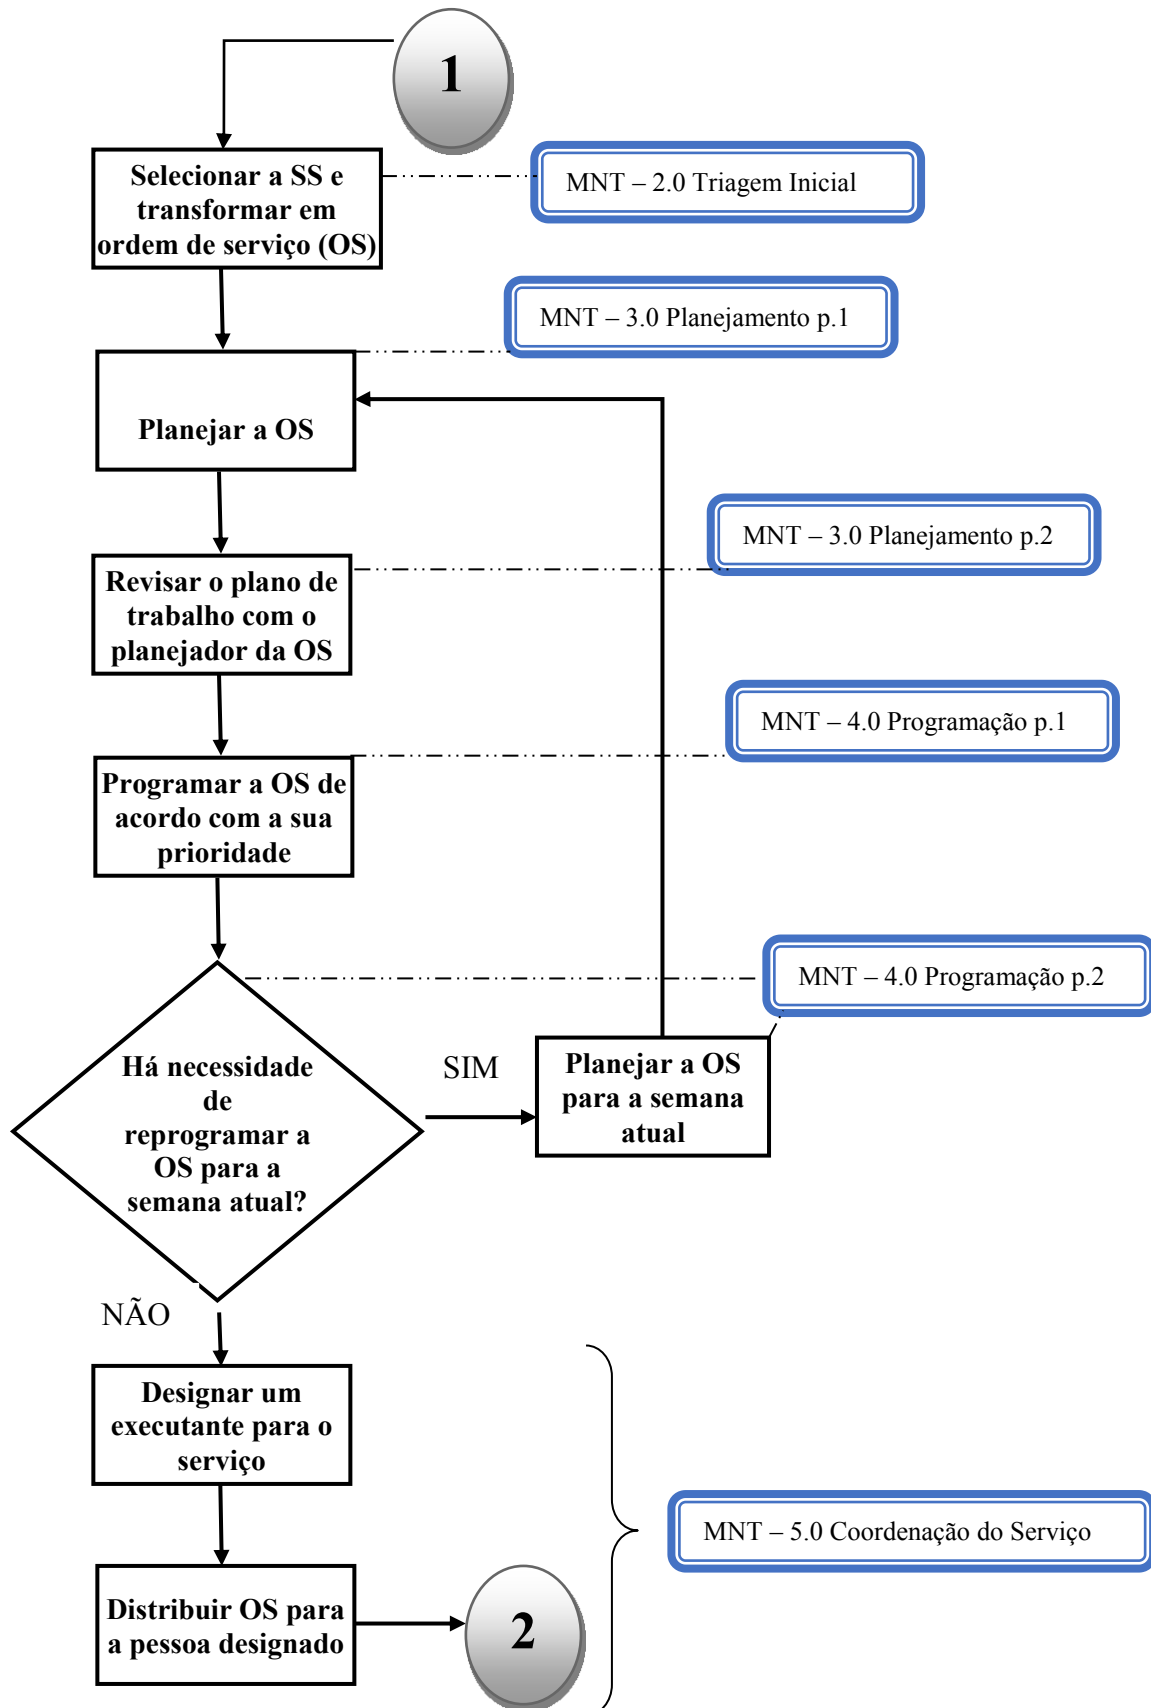 1
Selecionar a SS e
transformar em
ordem de serviço (OS)
MNT – 2.0 Triagem Inicial
MNT – 3.0 Planejamento p.1
Planejar a OS
MNT – 3.0 Planejamento p.2
Revisar o plano de
trabalho com o
planejador da OS
MNT – 4.0 Programação p.1
Programar a OS de
acordo com a sua
prioridade
MNT – 4.0 Programação p.2
Há necessidade
de
reprogramar a
OS para a
semana atual?
SIM
Planejar a OS
para a semana
atual
NÃO
Designar um
executante para o
serviço
MNT – 5.0 Coordenação do Serviço
Distribuir OS para
a pessoa designado
2